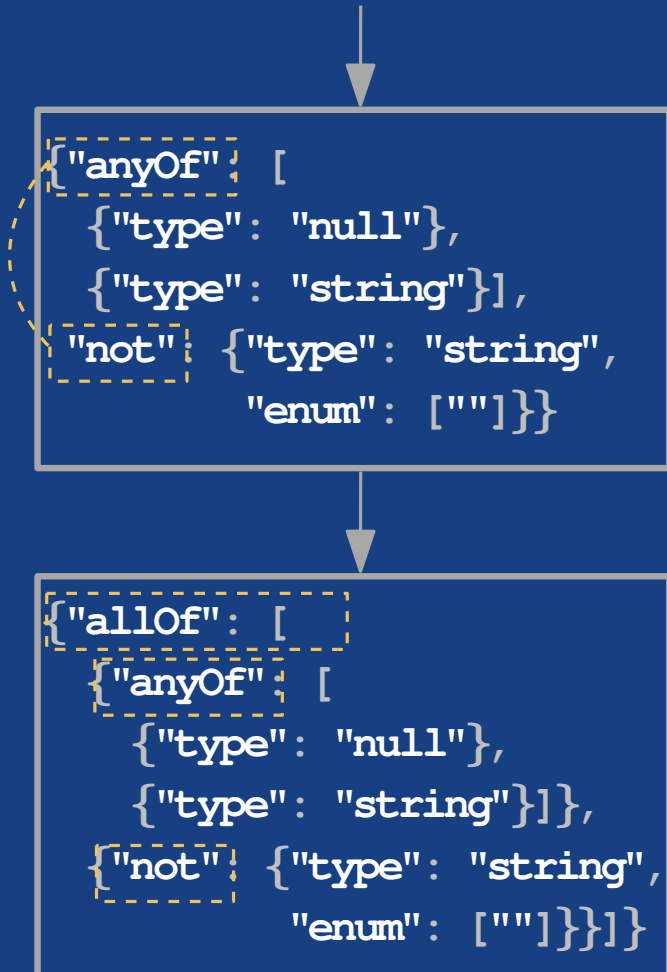 {"anyOf": [
{"type": "null"},
{"type": "string"}],
"not": {"type": "string",
"enum": [""]}}
{"allOf": [
{"anyOf": [
{"type": "null"},
{"type": "string"}]},
{"not": {"type": "string",
"enum": [""]}}]}